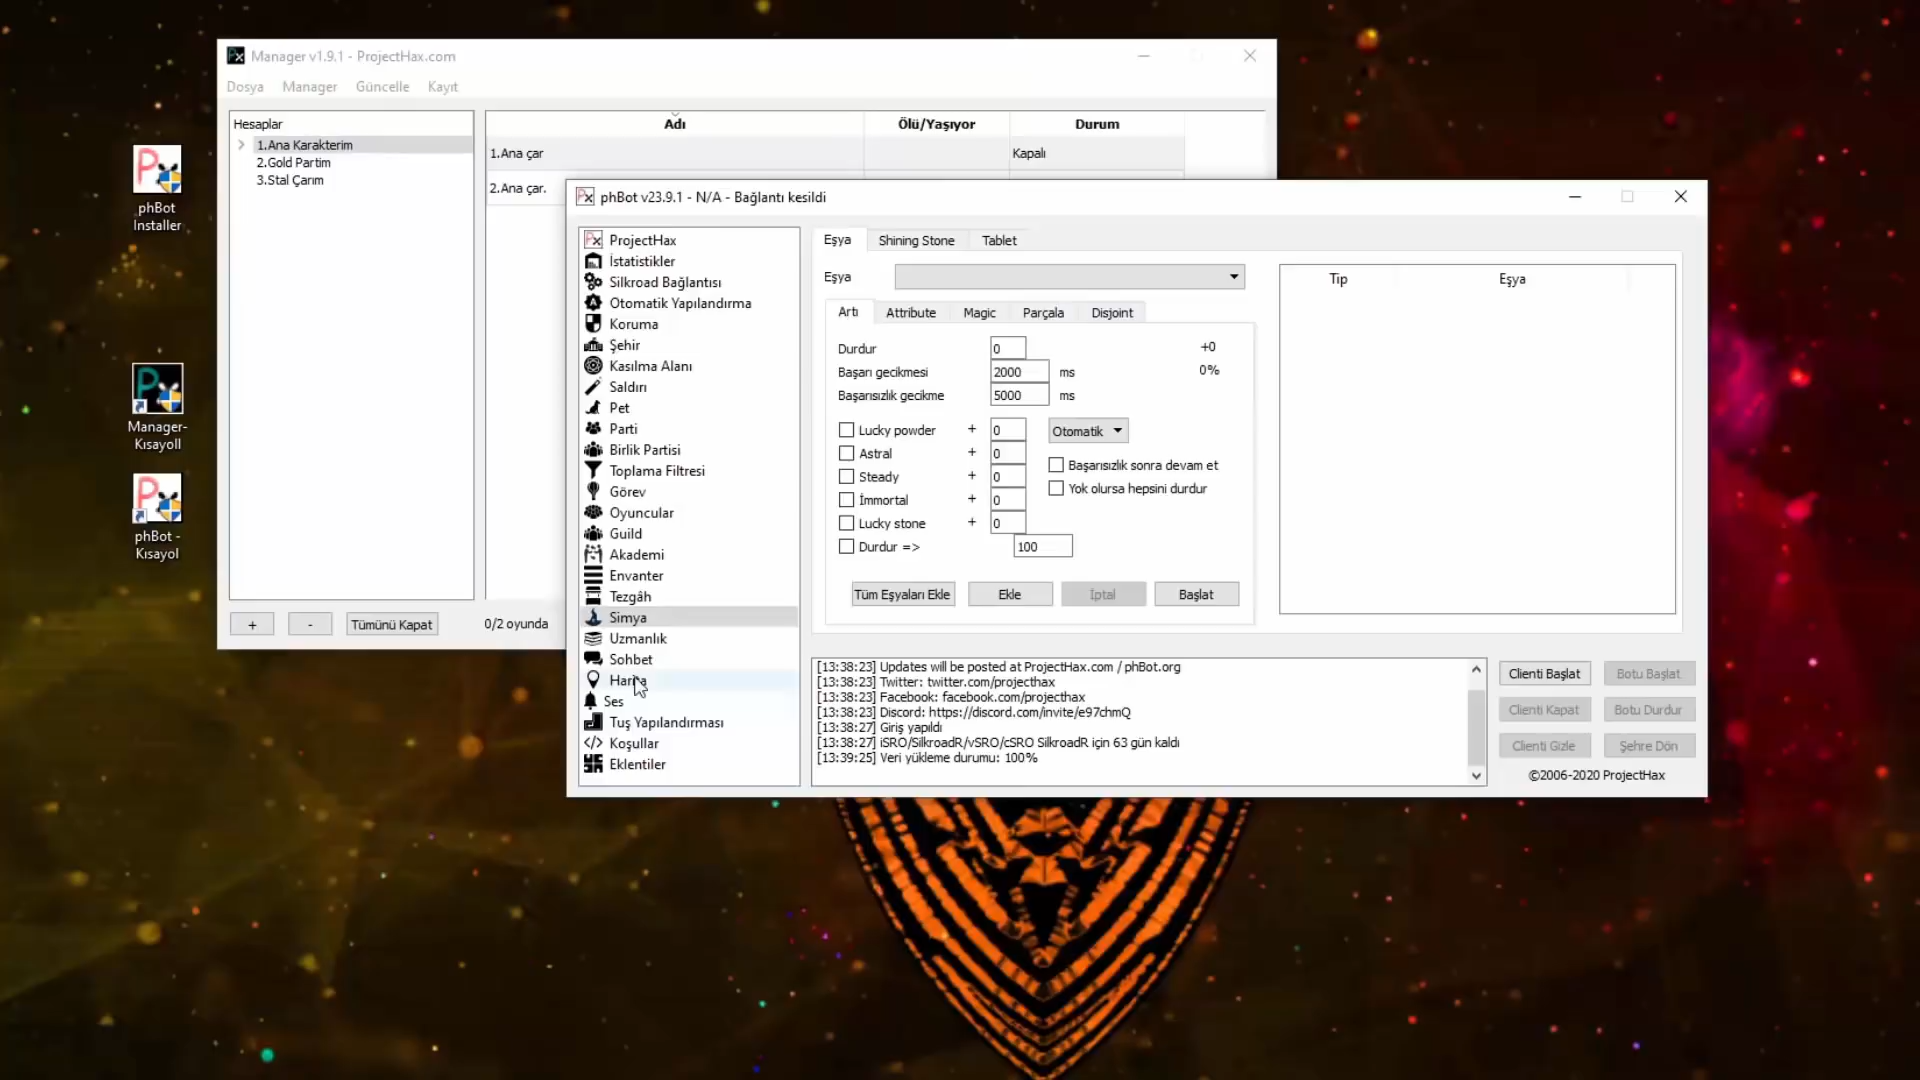 Manager v1.9.1 - ProjectHax.com
Dosya Manager Güncelle Kayıt
Hesaplar
1.Ana Karakterim
2.Gold Partim
3.Stal Çarım
Adı Ölü/Yaşıyor Durum
1.Ana çar Kapalı
2.Ana çar.
+ - Tümünü Kapat 0/2 oyunda
phBot
Installer
Manager-
Kısayoll
phBot -
Kısayol
phBot v23.9.1 - N/A - Bağlantı kesildi
ProjectHax
İstatistikler
Silkroad Bağlantısı
Otomatik Yapılandırma
Koruma
Şehir
Kasılma Alanı
Saldırı
Pet
Parti
Birlik Partisi
Toplama Filtresi
Görev
Oyuncular
Guild
Akademi
Envanter
Tezgâh
Simya
Uzmanlık
Sohbet
Harita
Ses
Tuş Yapılandırması
Koşullar
Eklentiler
Eşya Shining Stone Tablet
Eşya
Artı Attribute Magic Parçala Disjoint
Durdur 0 +0
Başarı gecikmesi 2000 ms 0%
Başarısızlık gecikme 5000 ms
Lucky powder + 0 Otomatik
Astral + 0
Başarısızlık sonra devam et
Steady + 0
Yok olursa hepsini durdur
İmmortal + 0
Lucky stone + 0
Durdur => 100
Tüm Eşyaları Ekle Ekle İptal Başlat
Tip Eşya
[13:38:23] Updates will be posted at ProjectHax.com / phBot.org
[13:38:23] Twitter: twitter.com/projecthax
[13:38:23] Facebook: facebook.com/projecthax
[13:38:23] Discord: https://discord.com/invite/e97chmQ
[13:38:27] Giriş yapıldı
[13:38:27] iSRO/SilkroadR/vSRO/cSRO SilkroadR için 63 gün kaldı
[13:39:25] Veri yükleme durumu: 100%
Clienti Başlat Botu Başlat
Clienti Kapat Botu Durdur
Clienti Gizle Şehre Dön
©2006-2020 ProjectHax